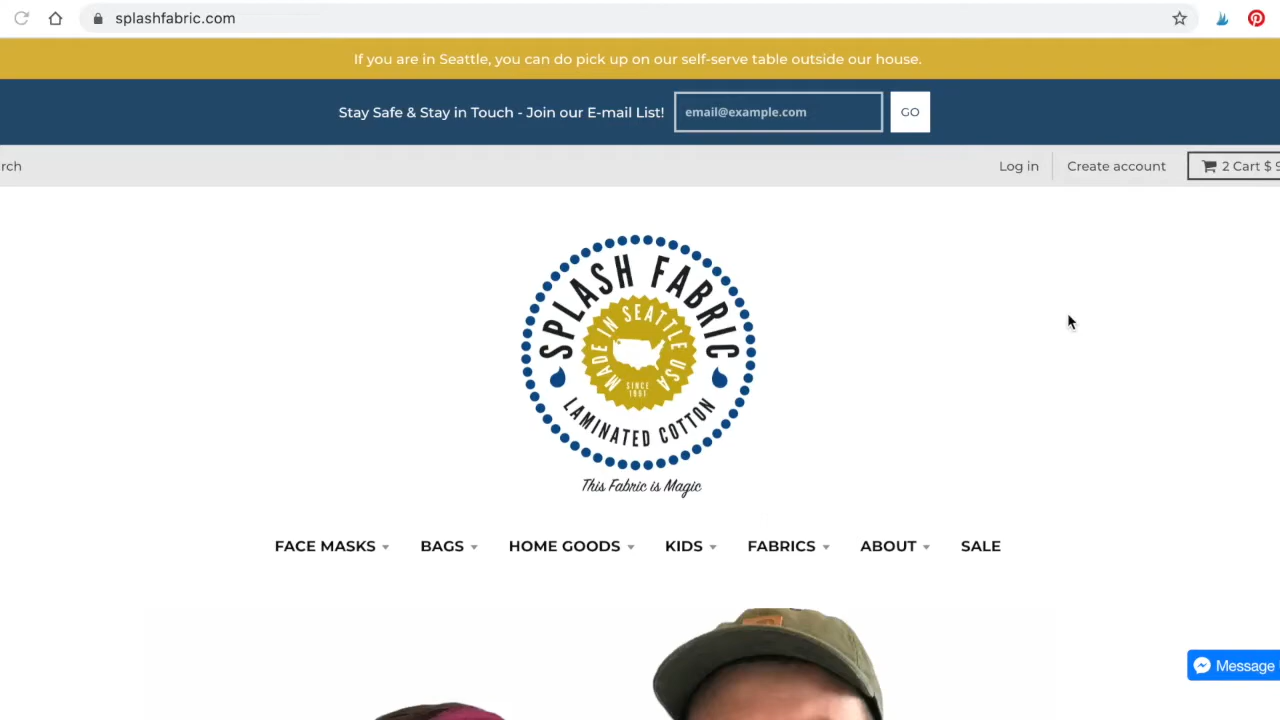 splashfabric.com
If you are in Seattle, you can do pick up on our self-serve table outside our house.
Stay Safe & Stay in Touch - Join our E-mail List!
email@example.com
GO
rch
Log in
Create account
2 Cart $ 9
SPLASH FABRIC
MADE IN SEATTLE USA
SINCE
LAMINATED COTTON
This Fabric is Magic
FACE MASKS
BAGS
HOME GOODS
KIDS
FABRICS
ABOUT
SALE
Message